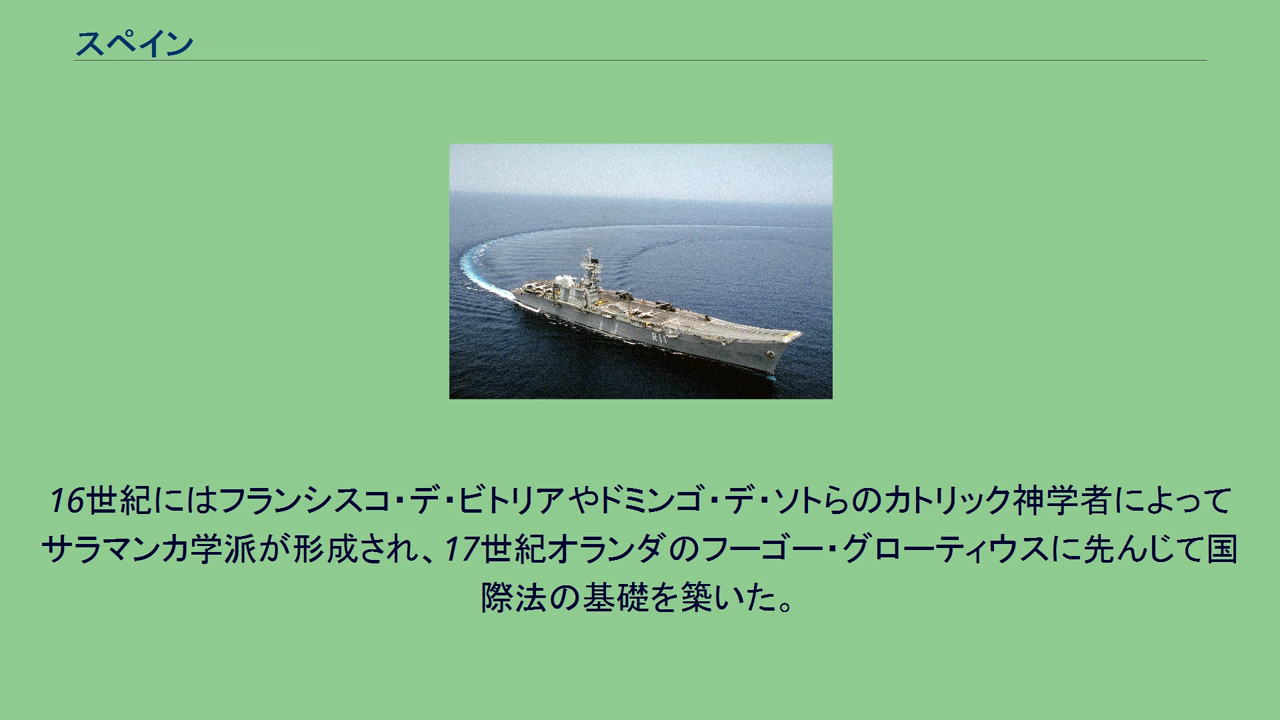 スペイン
R11
16世紀にはフランシスコ・デ・ビトリアやドミンゴ・デ・ソトらのカトリック神学者によって
サラマンカ学派が形成され、17世紀オランダのフーゴー・グローティウスに先んじて国
際法の基礎を築いた。